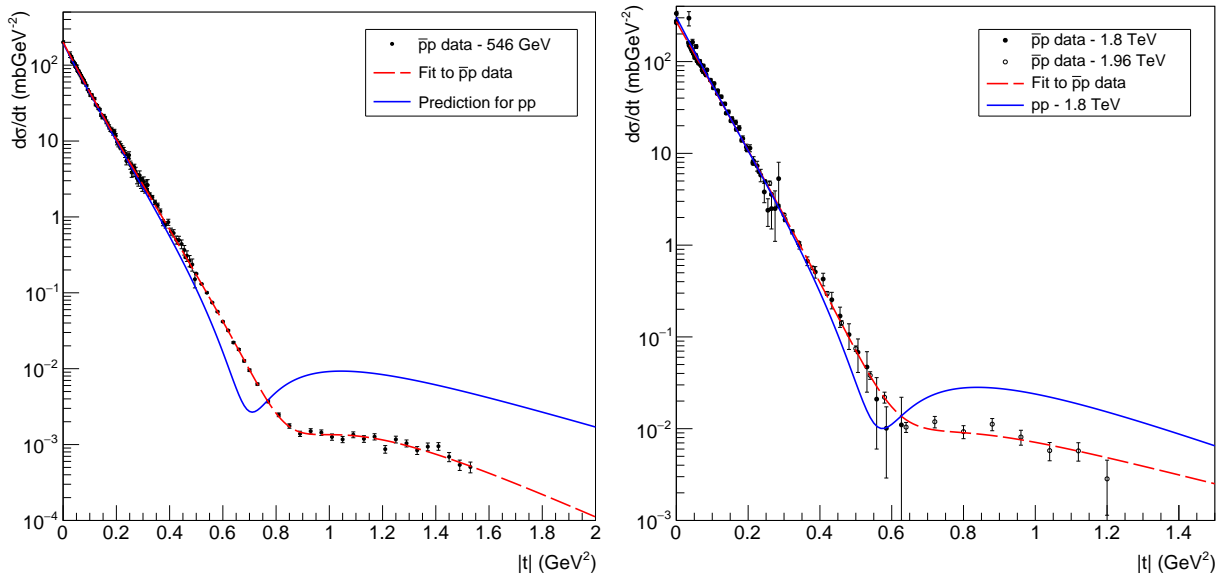 dσ/dt (mbGeV⁻²)
10²
10
1
10⁻¹
10⁻²
10⁻³
10⁻⁴
p̅p data - 546 GeV
Fit to p̅p data
Prediction for pp
0 0.2 0.4 0.6 0.8 1 1.2 1.4 1.6 1.8 2
|t| (GeV²)
dσ/dt (mbGeV⁻²)
10²
10
1
10⁻¹
10⁻²
10⁻³
p̅p data - 1.8 TeV
p̅p data - 1.96 TeV
Fit to p̅p data
pp - 1.8 TeV
0 0.2 0.4 0.6 0.8 1 1.2 1.4
|t| (GeV²)